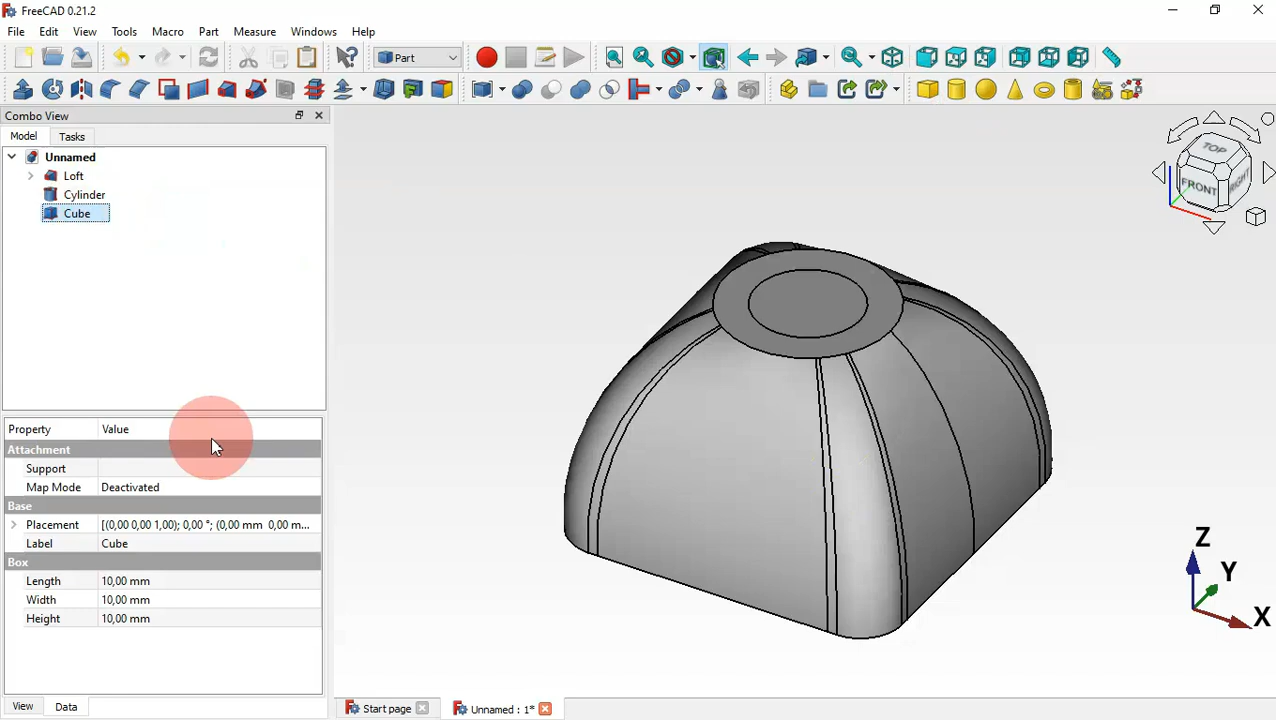 FreeCAD 0.21.2
File Edit View Tools Macro Part Measure Windows Help
Part
Combo View
Model Tasks
Unnamed
Loft
Cylinder
Cube
TOP
FRONT RIGHT
Property Value
Attachment
Support
Map Mode Deactivated
Base
Placement [(0,00 0,00 1,00); 0,00 °; (0,00 mm 0,00 m...
Label Cube
Box
Length 10,00 mm
Width 10,00 mm
Height 10,00 mm
Z
Y
X
View Data
Start page Unnamed : 1*